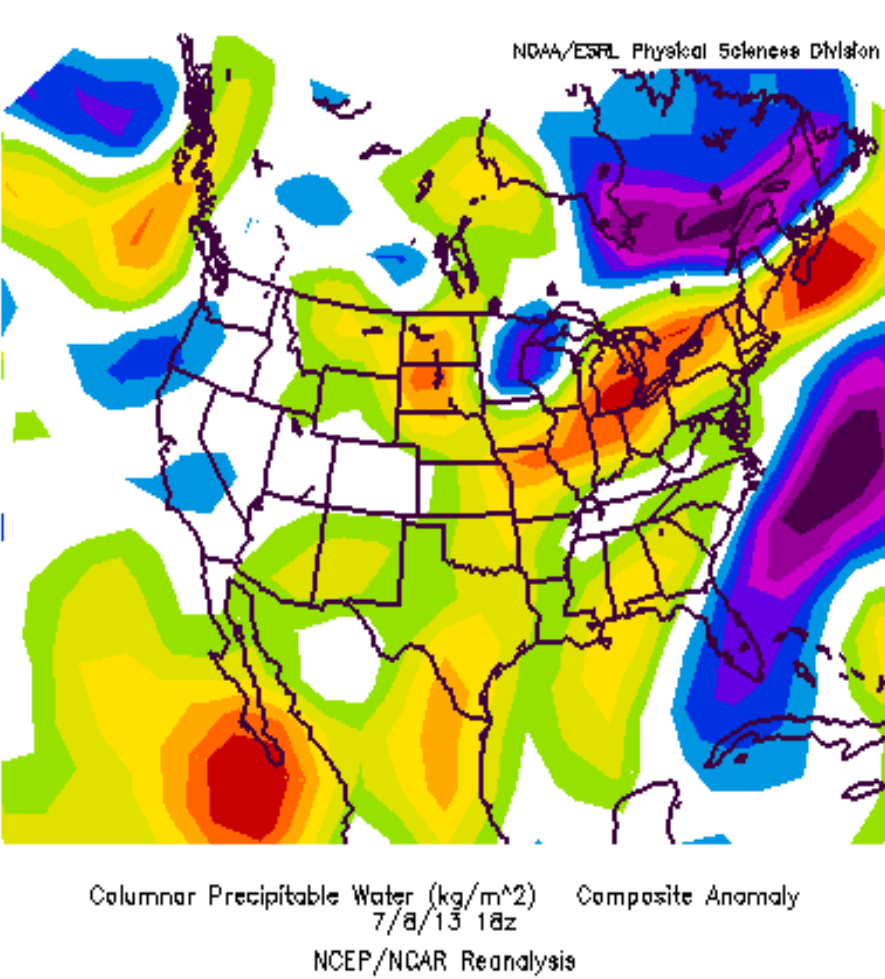 NOAA/ESRL Physical Sciences Division
Columnar Precipitable Water (kg/m^2) Composite Anomaly
7/8/13 18z
NCEP/NCAR Reanalysis